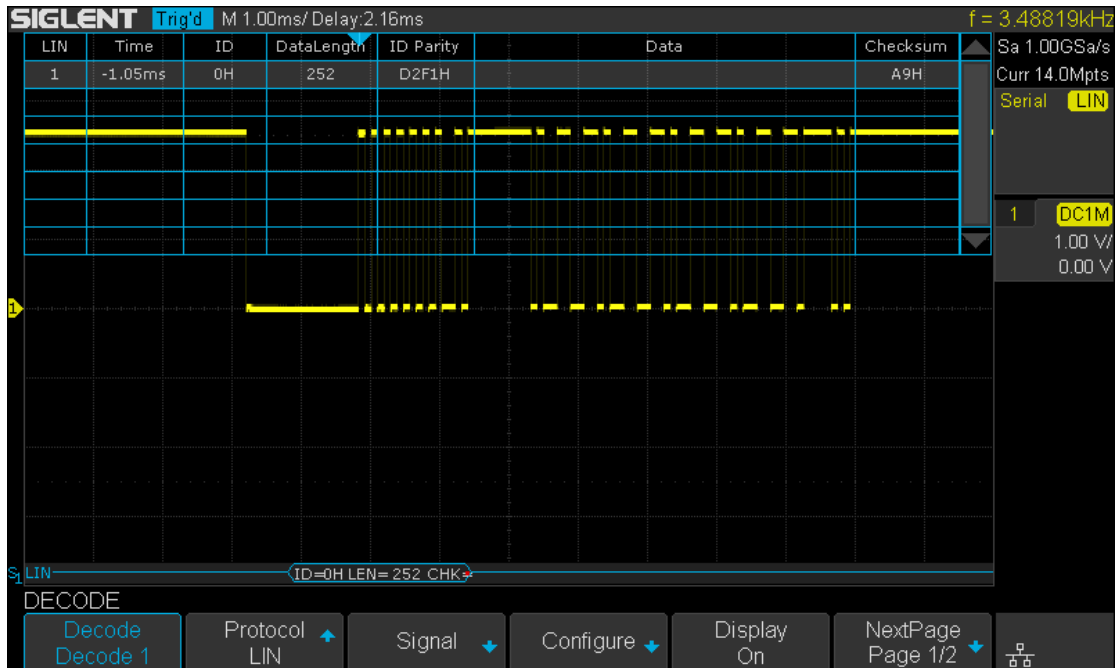 SIGLENT Trig'd M 1.00ms/ Delay:2.16ms f = 3.48819kHz
LIN Time ID DataLength ID Parity Data Checksum Sa 1.00GSa/s
1 -1.05ms 0H 252 D2F1H A9H Curr 14.0Mpts
Serial LIN
1 DC1M
1.00 V/
0.00 V
1
S1 LIN ID=0H LEN= 252 CHK=
DECODE
Decode Protocol Signal Configure Display NextPage
Decode 1 LIN On Page 1/2